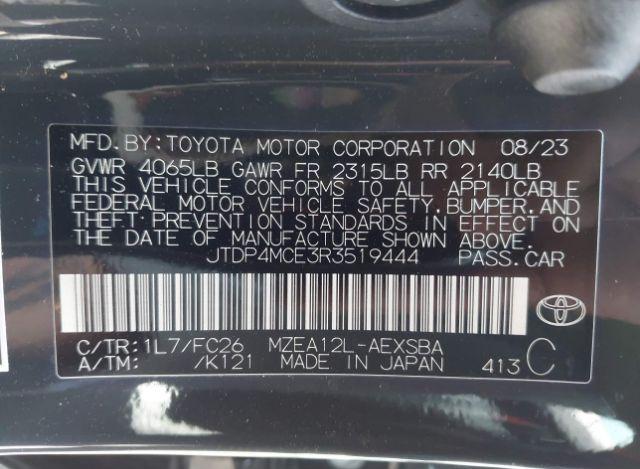 MFD.BY:TOYOTA MOTOR CORPORATION 08/23
GVWR 4065LB GAWR FR 2315LB RR 2140LB
THIS VEHICLE CONFORMS TO ALL APPLICABLE
FEDERAL MOTOR VEHICLE SAFETY,BUMPER,AND
THEFT PREVENTION STANDARDS IN EFFECT ON
THE DATE OF MANUFACTURE SHOWN ABOVE.
JTDP4MCE3R3519444 PASS.CAR
C/TR:1L7/FC26 MZEA12L-AEXSBA
A/TM: /K121 MADE IN JAPAN 413 C